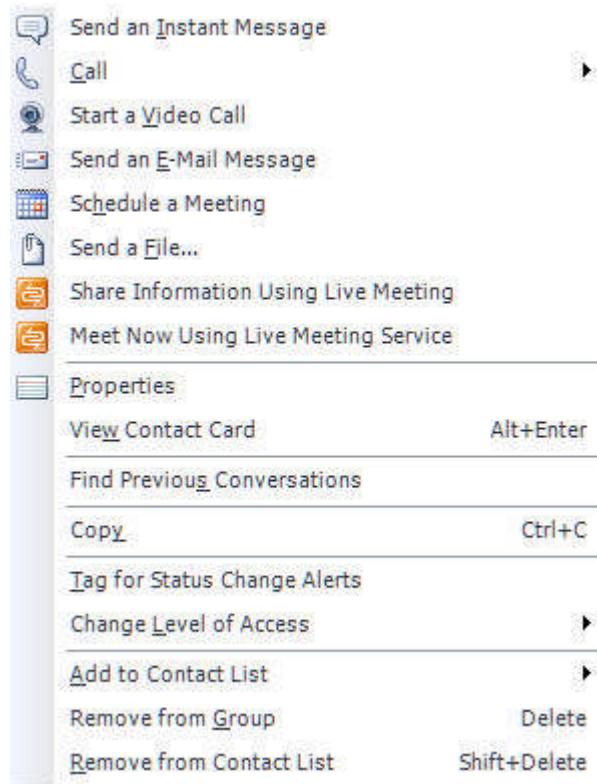 Send an Instant Message
Call
Start a Video Call
Send an E-Mail Message
Schedule a Meeting
Send a File...
Share Information Using Live Meeting
Meet Now Using Live Meeting Service
Properties
View Contact Card Alt+Enter
Find Previous Conversations
Copy Ctrl+C
Tag for Status Change Alerts
Change Level of Access
Add to Contact List
Remove from Group Delete
Remove from Contact List Shift+Delete